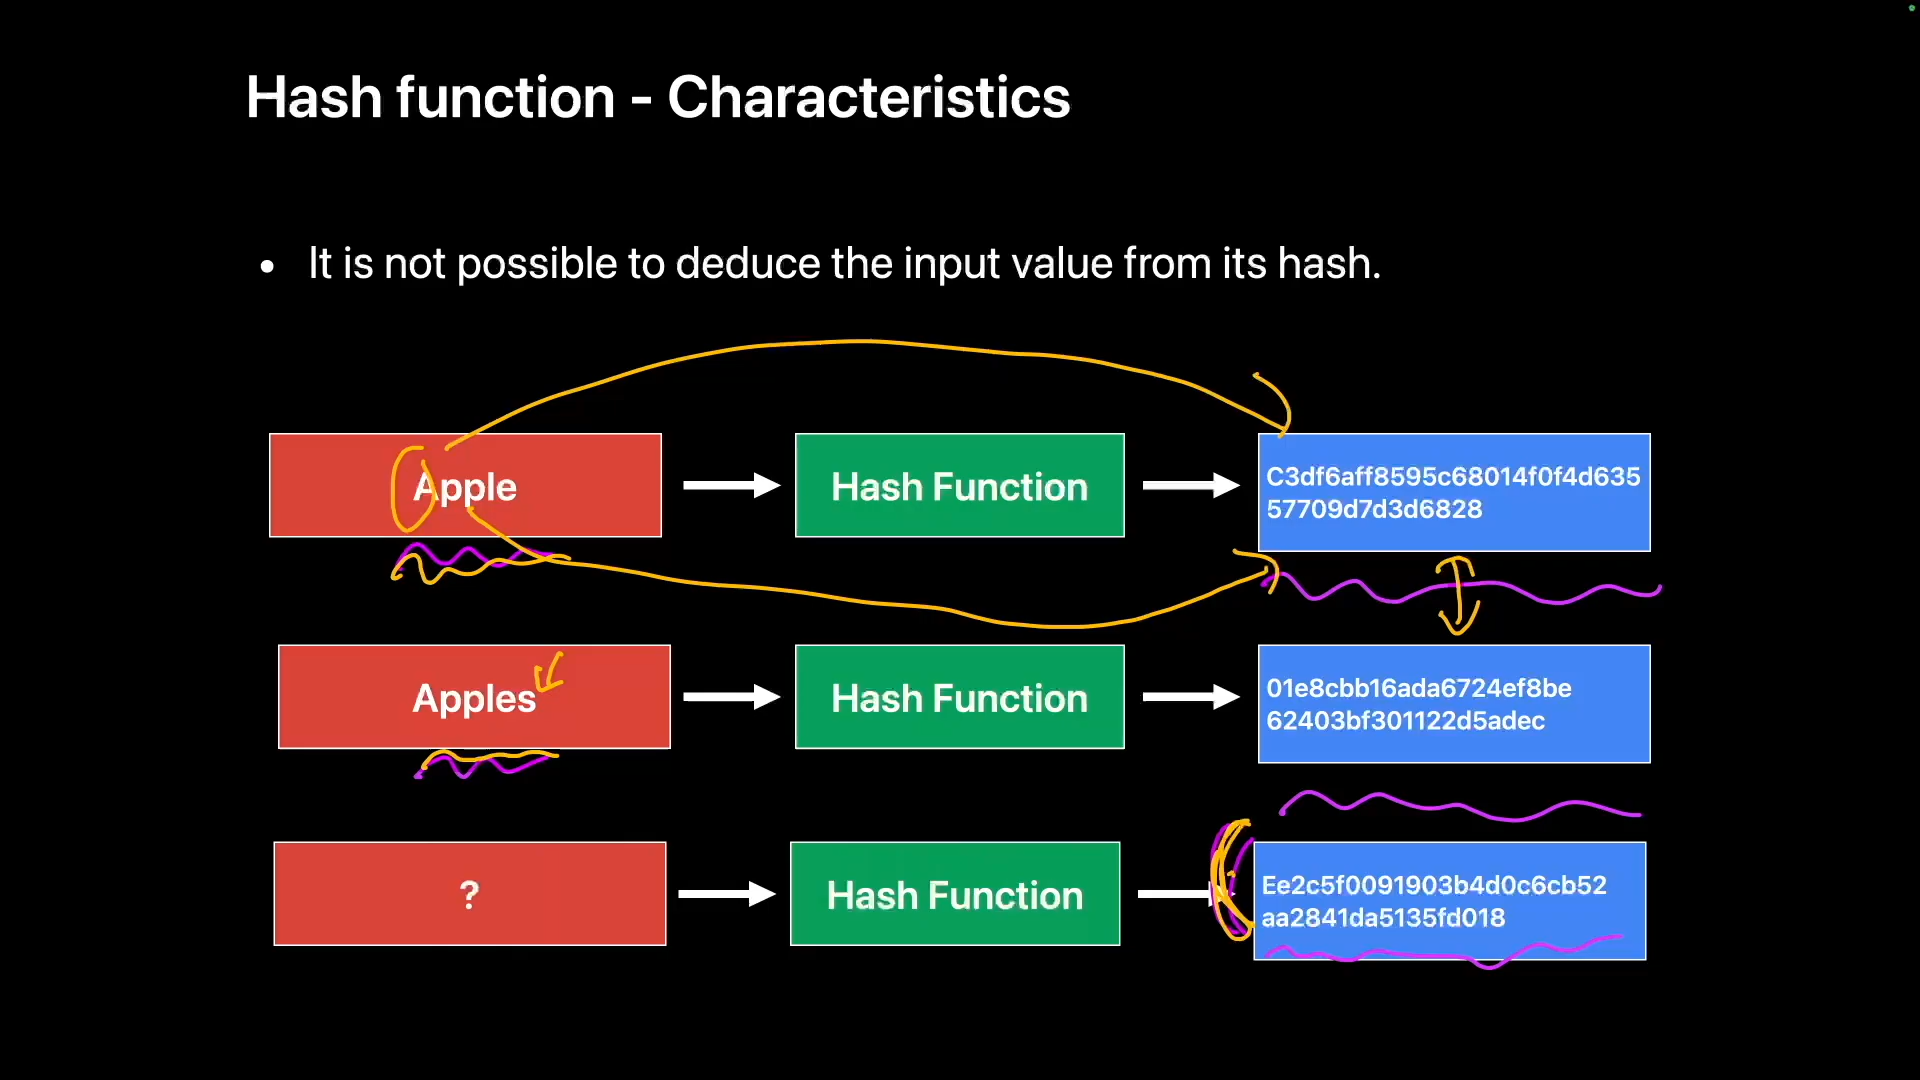 Hash function - Characteristics
• It is not possible to deduce the input value from its hash.
Apple
Hash Function
C3df6aff8595c68014f0f4d635
57709d7d3d6828
Apples
Hash Function
01e8cbb16ada6724ef8be
62403bf301122d5adec
?
Hash Function
Ee2c5f0091903b4d0c6cb52
aa2841da5135fd018